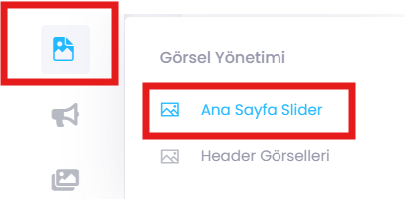 Görsel Yönetimi
Ana Sayfa Slider
Header Görselleri